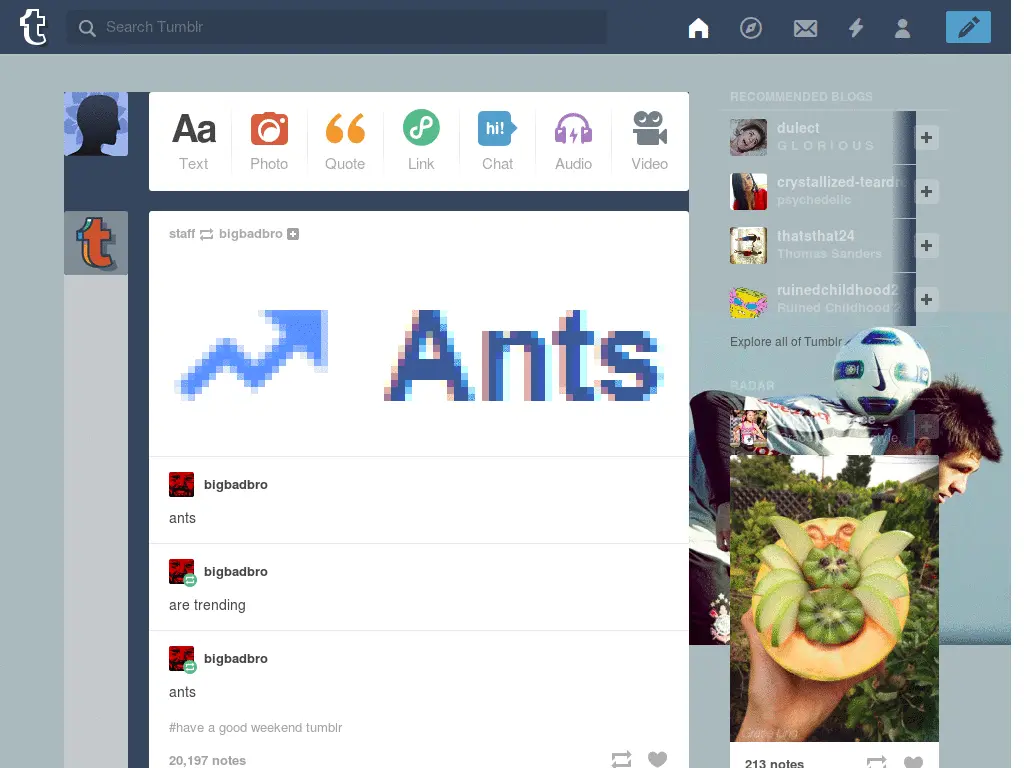 t
Search Tumblr
Aa
hi!
Text
Photo
Quote
Link
Chat
Audio
Video
staff bigbadbro
Ants
bigbadbro
ants
bigbadbro
are trending
bigbadbro
ants
#have a good weekend tumblr
20,197 notes
RECOMMENDED BLOGS
dulect
G L O R I O U S
crystallized-teardr
psychedelic
thatsthat24
Thomas Sanders
ruinedchildhood2
Ruined Childhood 2
Explore all of Tumblr
RADAR
213 notes